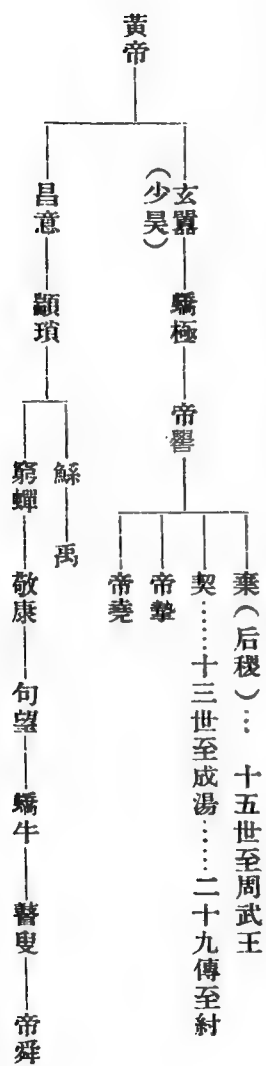 黃帝
玄囂
（少昊）
蟜極
帝嚳
棄（后稷）… 十五世至周武王
契……十三世至成湯……二十九傳至紂
帝摯
帝堯
昌意
顓頊
鯀
禹
窮蟬
敬康
句望
蟜牛
瞽叟
帝舜